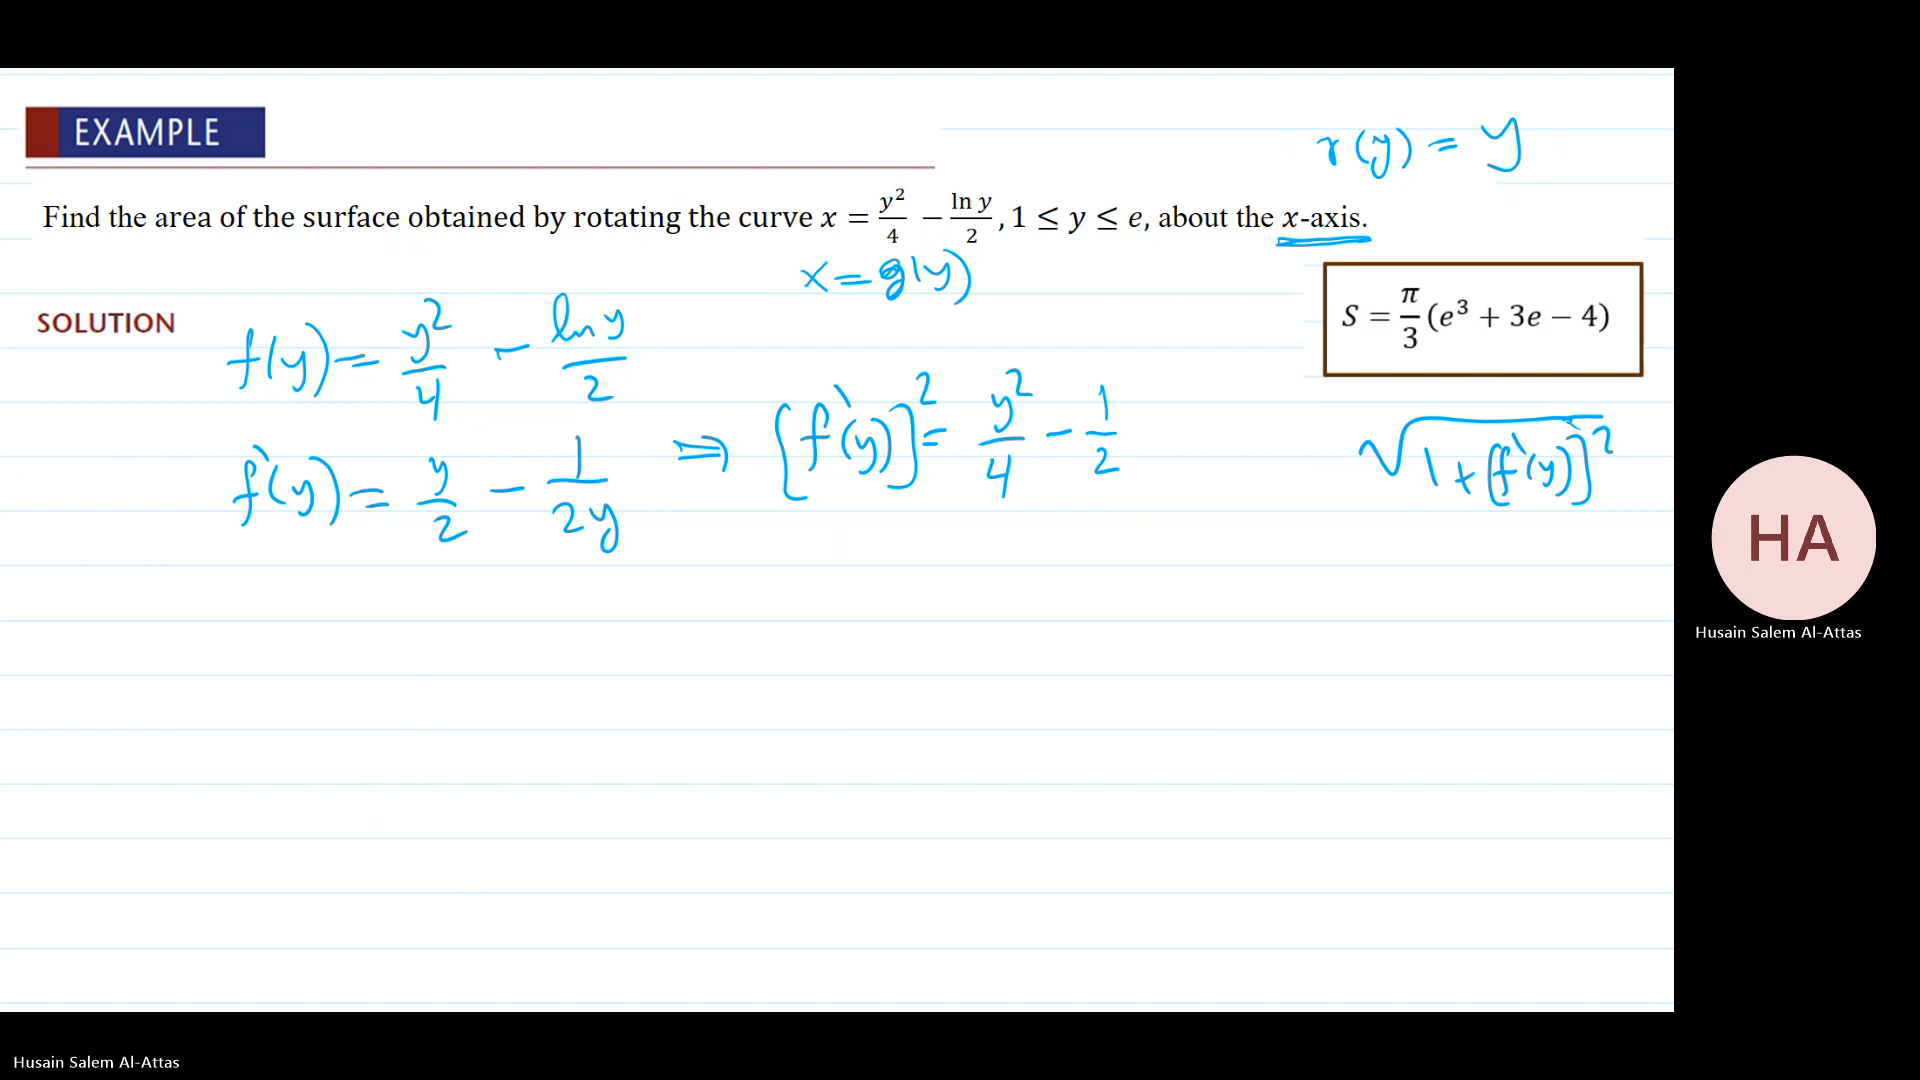 EXAMPLE
r(y) = y
Find the area of the surface obtained by rotating the curve x = y²/4 − ln y/2, 1 ≤ y ≤ e, about the x-axis.
x = g(y)
S = π/3 (e³ + 3e − 4)
SOLUTION
f(y) = y²/4 − ln y/2
f'(y) = y/2 − 1/2y ⇒ [f'(y)]² = y²/4 − 1/2
√1 + [f'(y)]²
HA
Husain Salem Al-Attas
Husain Salem Al-Attas